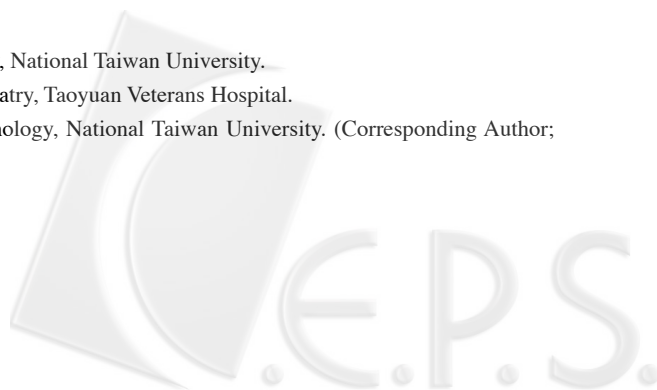 , National Taiwan University.
atry, Taoyuan Veterans Hospital.
ology, National Taiwan University. (Corresponding Author;
C.E.P.S.